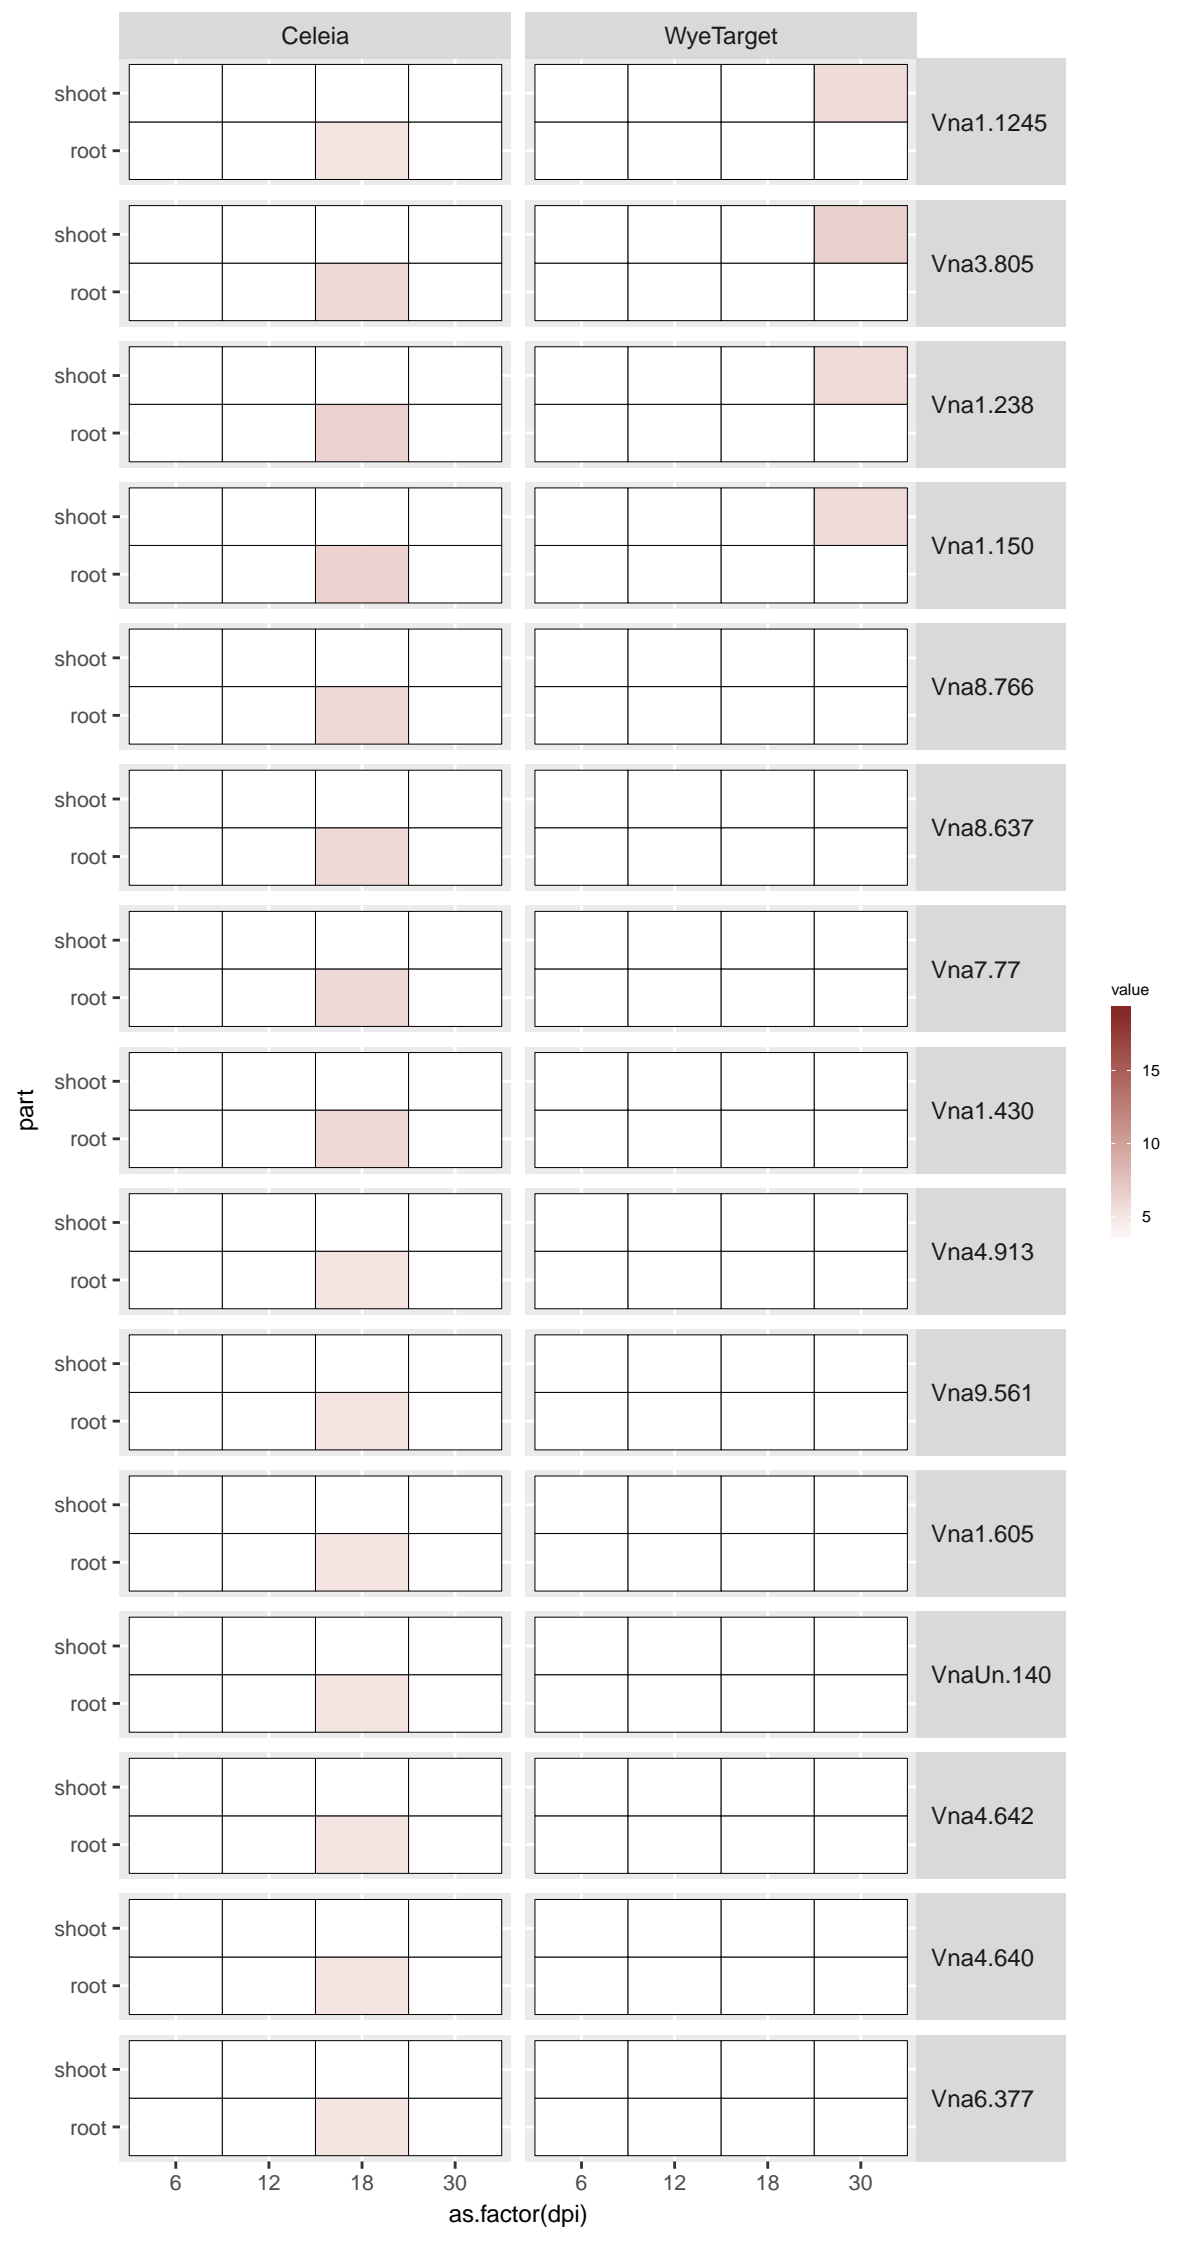 Celeia WyeTarget
shoot
root
Vna1.1245
shoot
root
Vna3.805
shoot
root
Vna1.238
shoot
root
Vna1.150
shoot
root
Vna8.766
shoot
root
Vna8.637
shoot
root
Vna7.77
shoot
root
Vna1.430
shoot
root
Vna4.913
shoot
root
Vna9.561
shoot
root
Vna1.605
shoot
root
VnaUn.140
shoot
root
Vna4.642
shoot
root
Vna4.640
shoot
root
Vna6.377
6 12 18 30 6 12 18 30
as.factor(dpi)
part
value
15
10
5